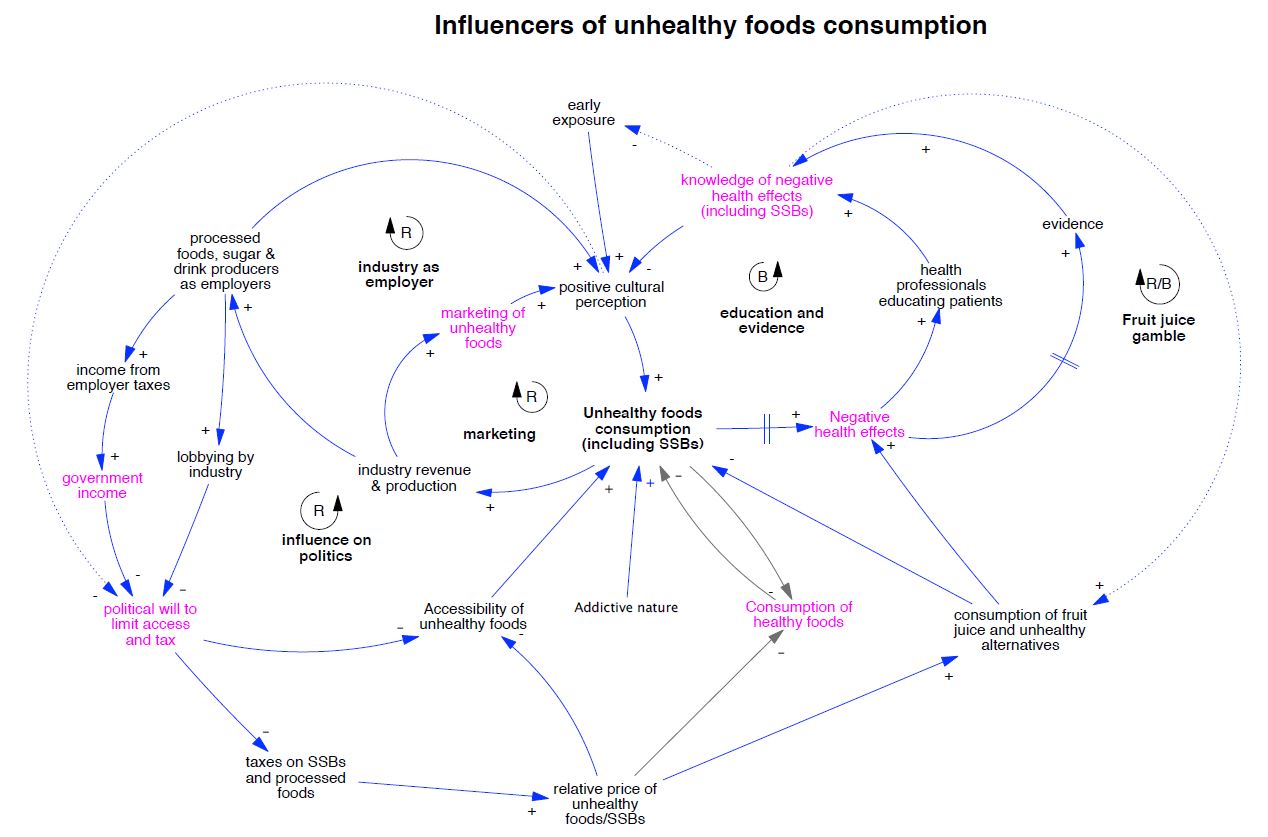 Influencers of unhealthy foods consumption
early
exposure
-
+
knowledge of negative
health effects
(including SSBs)
+
evidence
+
processed
foods, sugar &
drink producers
as employers
+
R
industry as
employer
+
+
-
positive cultural
perception
B
education and
evidence
health
professionals
educating patients
+
R/B
Fruit juice
gamble
marketing of
unhealthy
foods
+
+
+
income from
employer taxes
+
R
marketing
+
Unhealthy foods
consumption
(including SSBs)
+
Negative
health effects
+
+
government
income
+
lobbying by
industry
industry revenue
& production
+
+
+
–
-
R
influence on
politics
-
-
–
political will to
limit access
and tax
–
Accessibility of
unhealthy foods
-
Addictive nature
-
Consumption of
healthy foods
–
+
consumption of fruit
juice and unhealthy
alternatives
+
–
taxes on SSBs
and processed
foods
+
relative price of
unhealthy
foods/SSBs